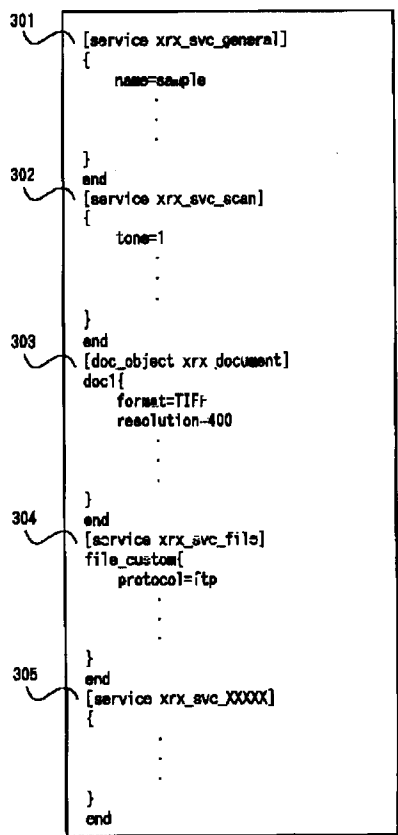 301
[service xrx_svc_general]
{
name=sample
.
.
.
}
end
302
[service xrx_svc_scan]
{
tone=1
.
.
.
}
end
303
[doc_object xrx_document]
doc1{
format=TIFF
resolution=400
.
.
.
}
end
304
[service xrx_svc_file]
file_custom{
protocol=ftp
.
.
.
}
end
305
[service xrx_svc_XXXXX]
{
.
.
.
}
end